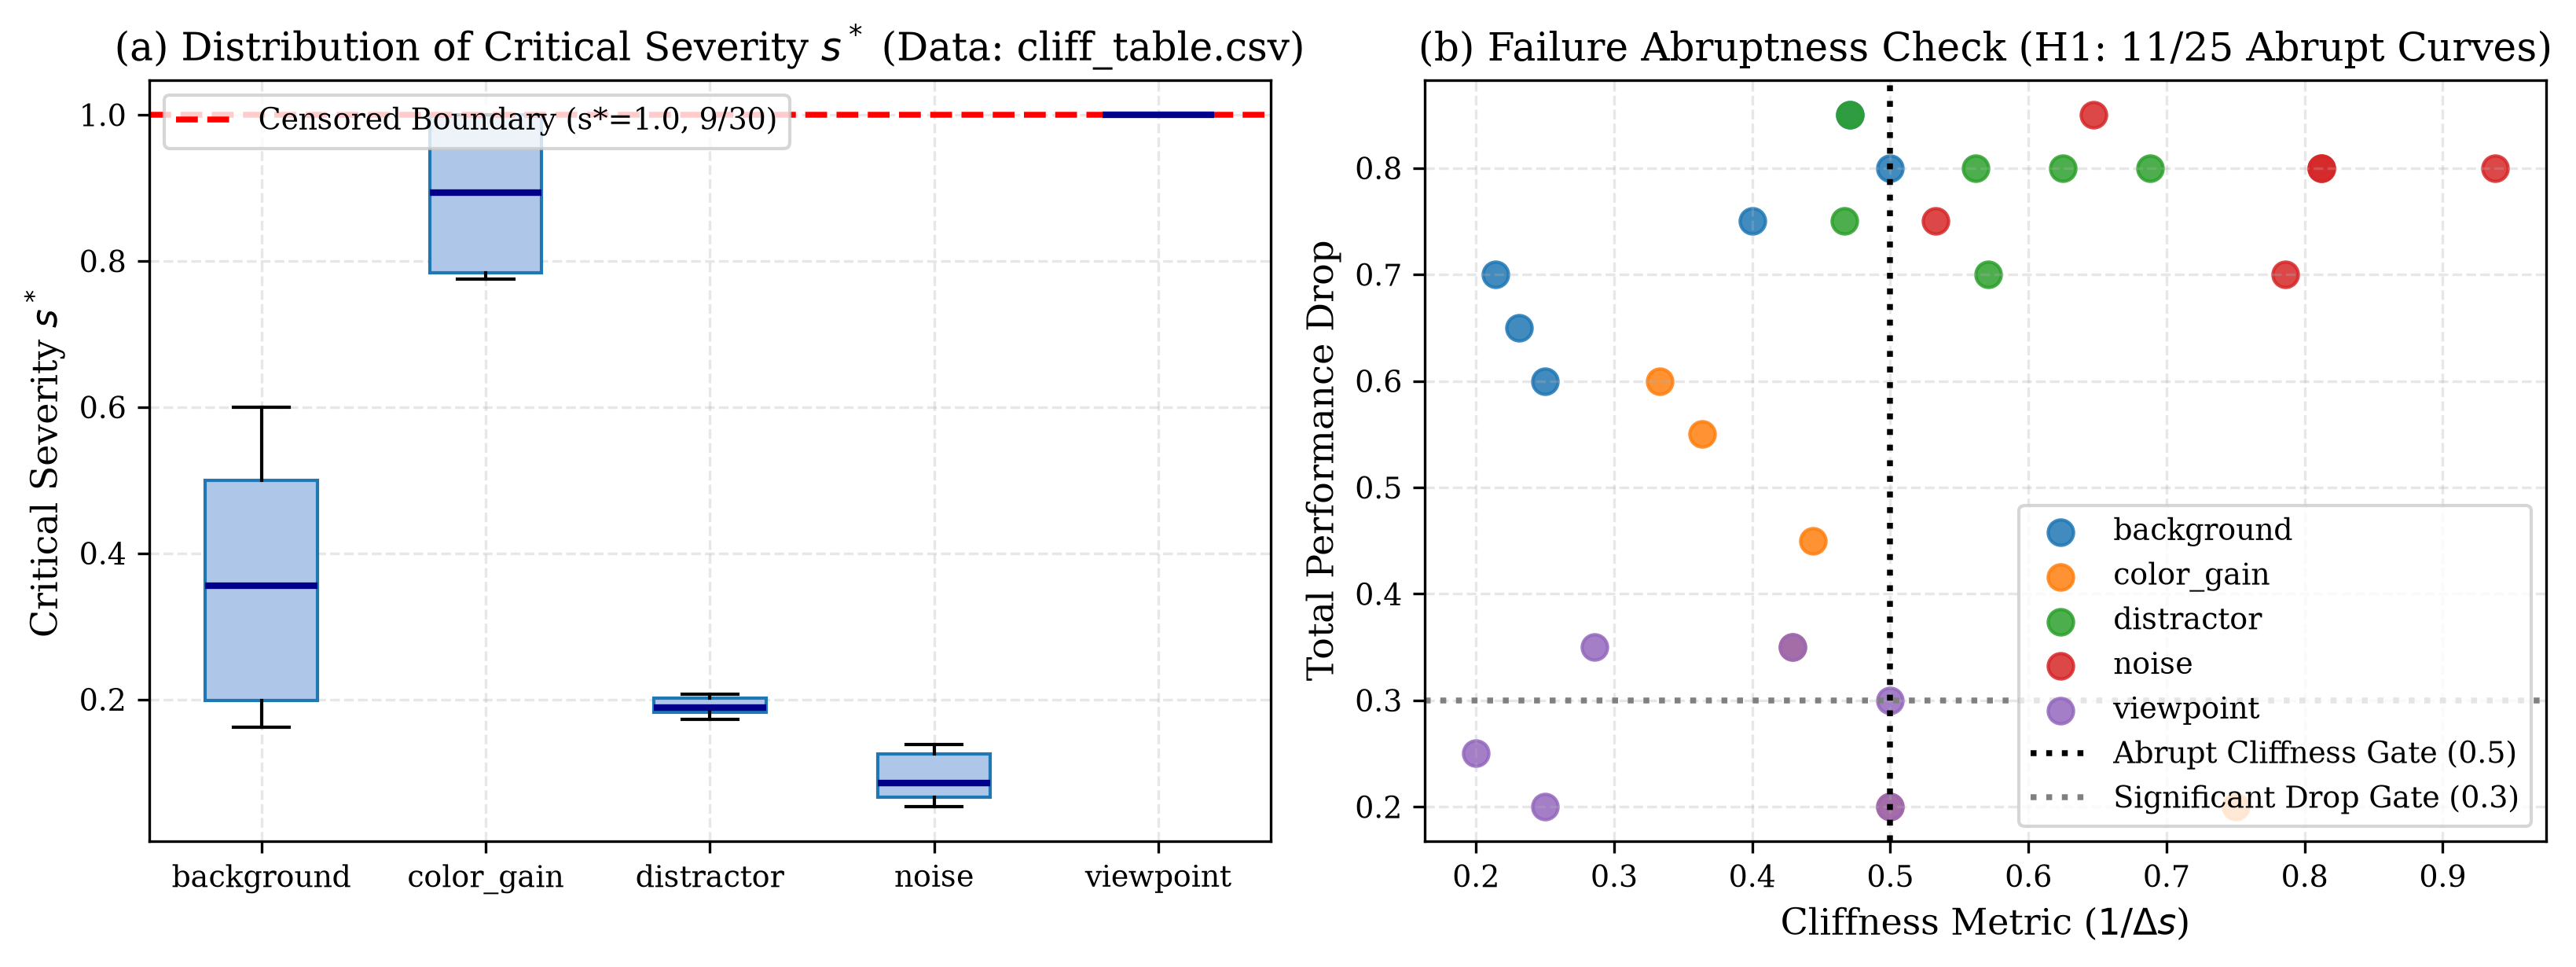 (a) Distribution of Critical Severity s* (Data: cliff_table.csv)
Censored Boundary (s*=1.0, 9/30)
Critical Severity s*
1.0
0.8
0.6
0.4
0.2
background
color_gain
distractor
noise
viewpoint
(b) Failure Abruptness Check (H1: 11/25 Abrupt Curves)
Total Performance Drop
0.8
0.7
0.6
0.5
0.4
0.3
0.2
background
color_gain
distractor
noise
viewpoint
Abrupt Cliffness Gate (0.5)
Significant Drop Gate (0.3)
0.2
0.3
0.4
0.5
0.6
0.7
0.8
0.9
Cliffness Metric (1/Δs)